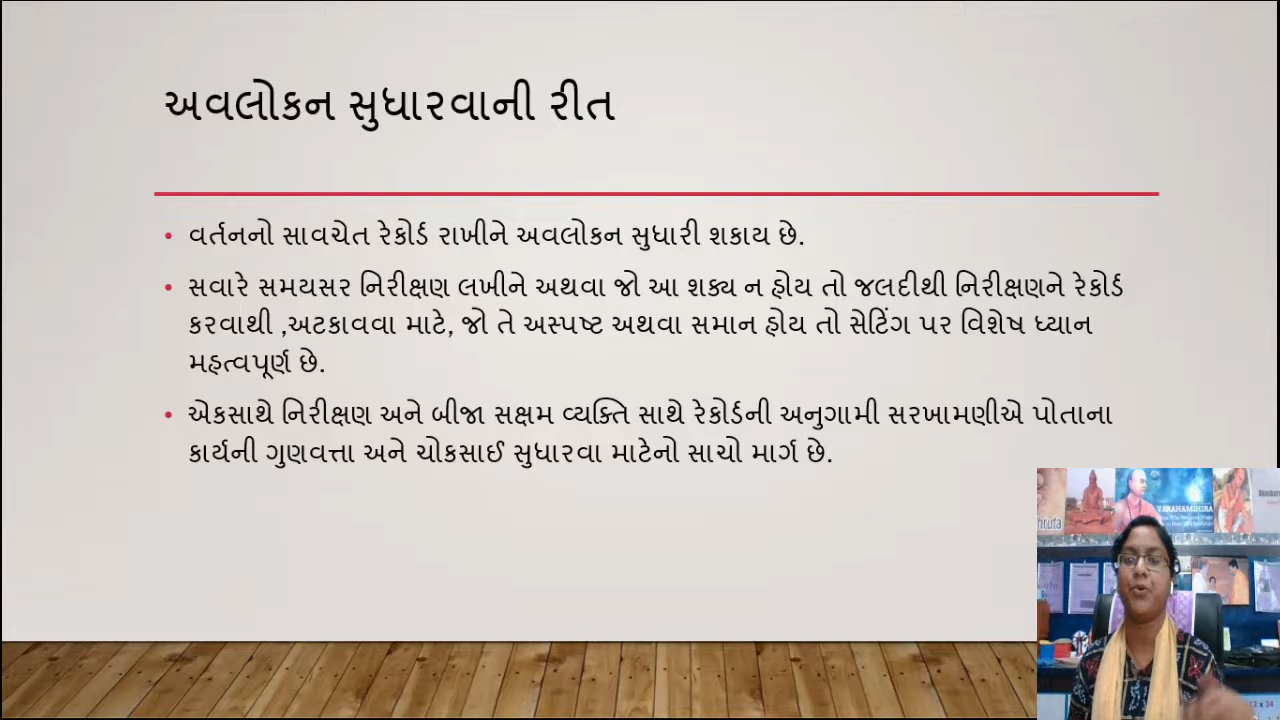 અવલોકન સુધારવાની રીત
• વર્તનનો સાવચેત રેકોર્ડ રાખીને અવલોકન સુધારી શકાય છે.
• સવારે સમયસર નિરીક્ષણ લખીને અથવા જો આ શક્ય ન હોય તો જલદીથી નિરીક્ષણને રેકોર્ડ
કરવાથી ,અટકાવવા માટે, જો તે અસ્પષ્ટ અથવા સમાન હોય તો સેટિંગ પર વિશેષ ધ્યાન
મહત્વપૂર્ણ છે.
• એકસાથે નિરીક્ષણ અને બીજા સક્ષમ વ્યક્તિ સાથે રેકોર્ડની અનુગામી સરખામણીએ પોતાના
કાર્યની ગુણવત્તા અને ચોકસાઈ સુધારવા માટેનો સાચો માર્ગ છે.
VARAHAMIHIRA